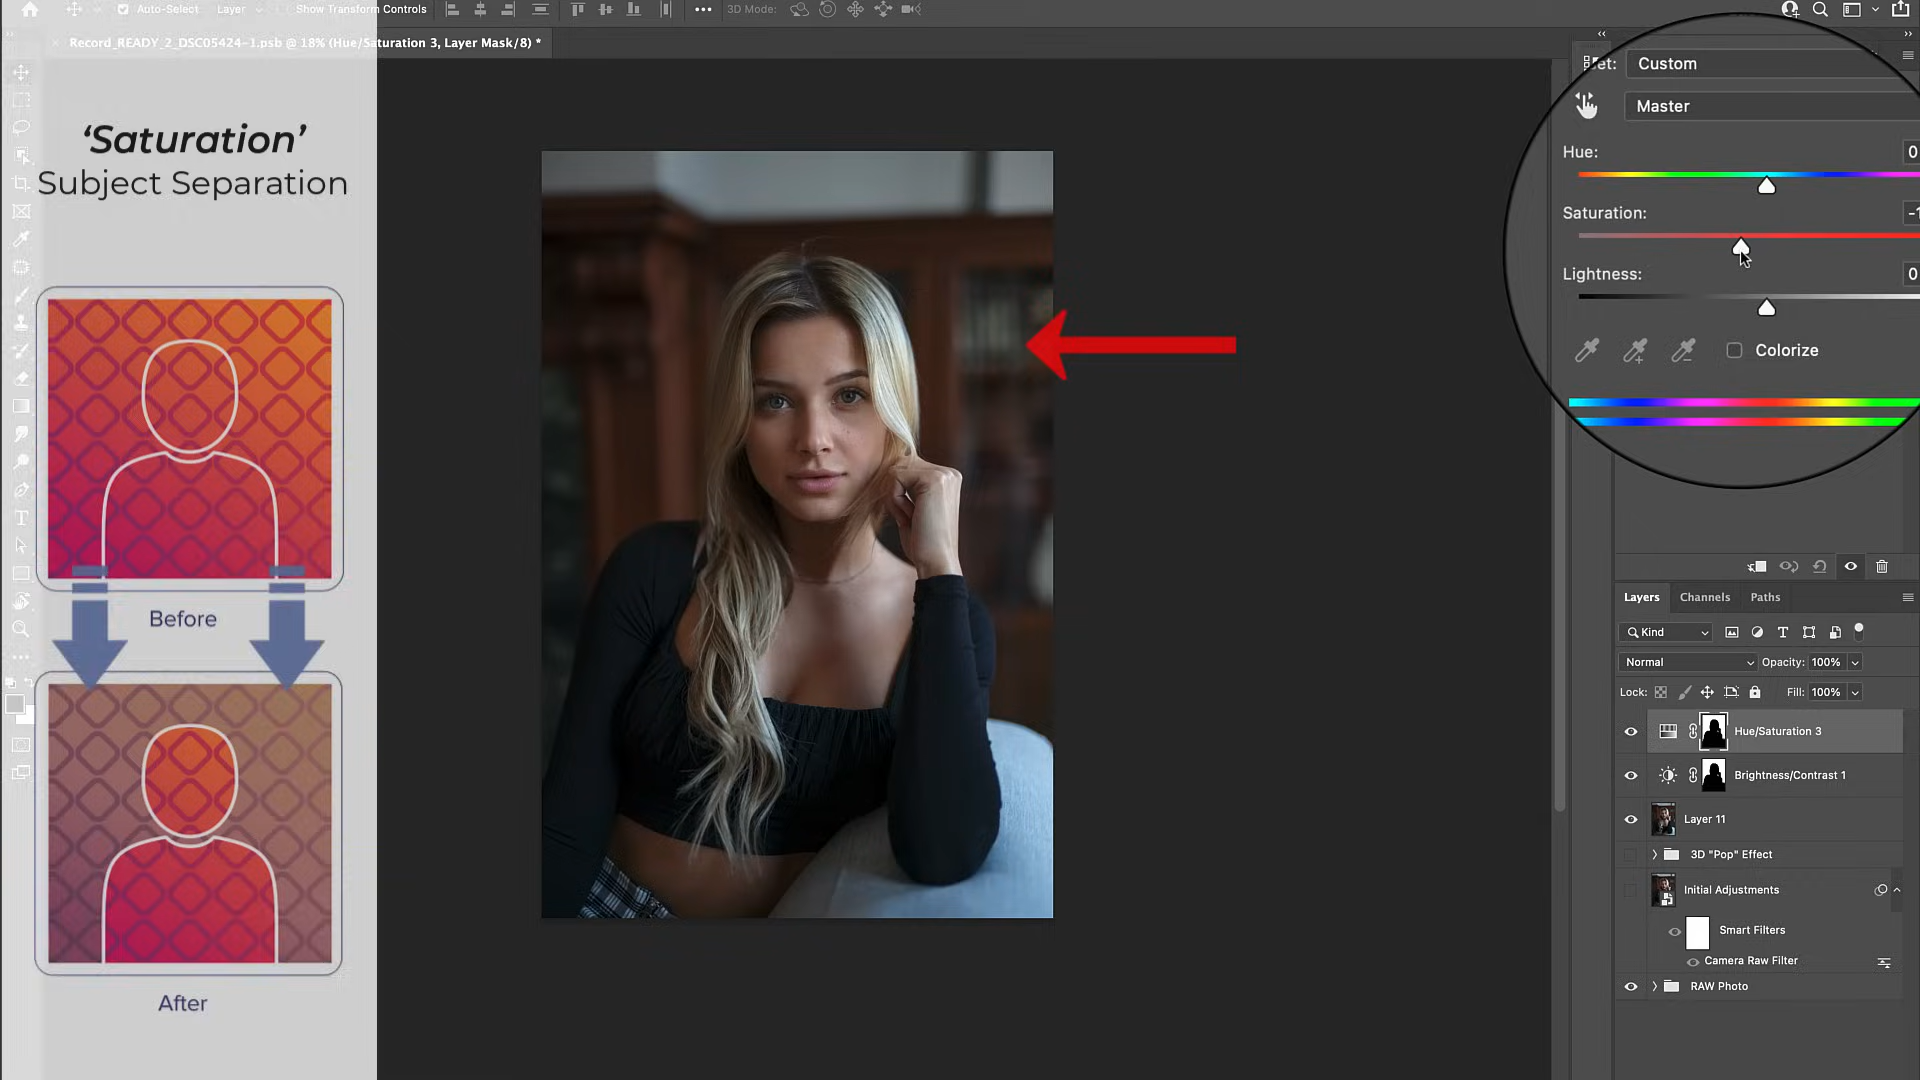 Auto-Select
Layer
Show Transform Controls
3D Mode:
Record_READY_2_DSC05424-1.psb @ 18% (Hue/Saturation 3, Layer Mask/8) *
‘Saturation’
Subject Separation
Before
After
Custom
Master
Hue:
0
Saturation:
Lightness:
0
Colorize
Layers
Channels
Paths
Kind
Normal
Opacity: 100%
Lock:
Fill: 100%
Hue/Saturation 3
Brightness/Contrast 1
Layer 11
3D "Pop" Effect
Initial Adjustments
Smart Filters
Camera Raw Filter
RAW Photo